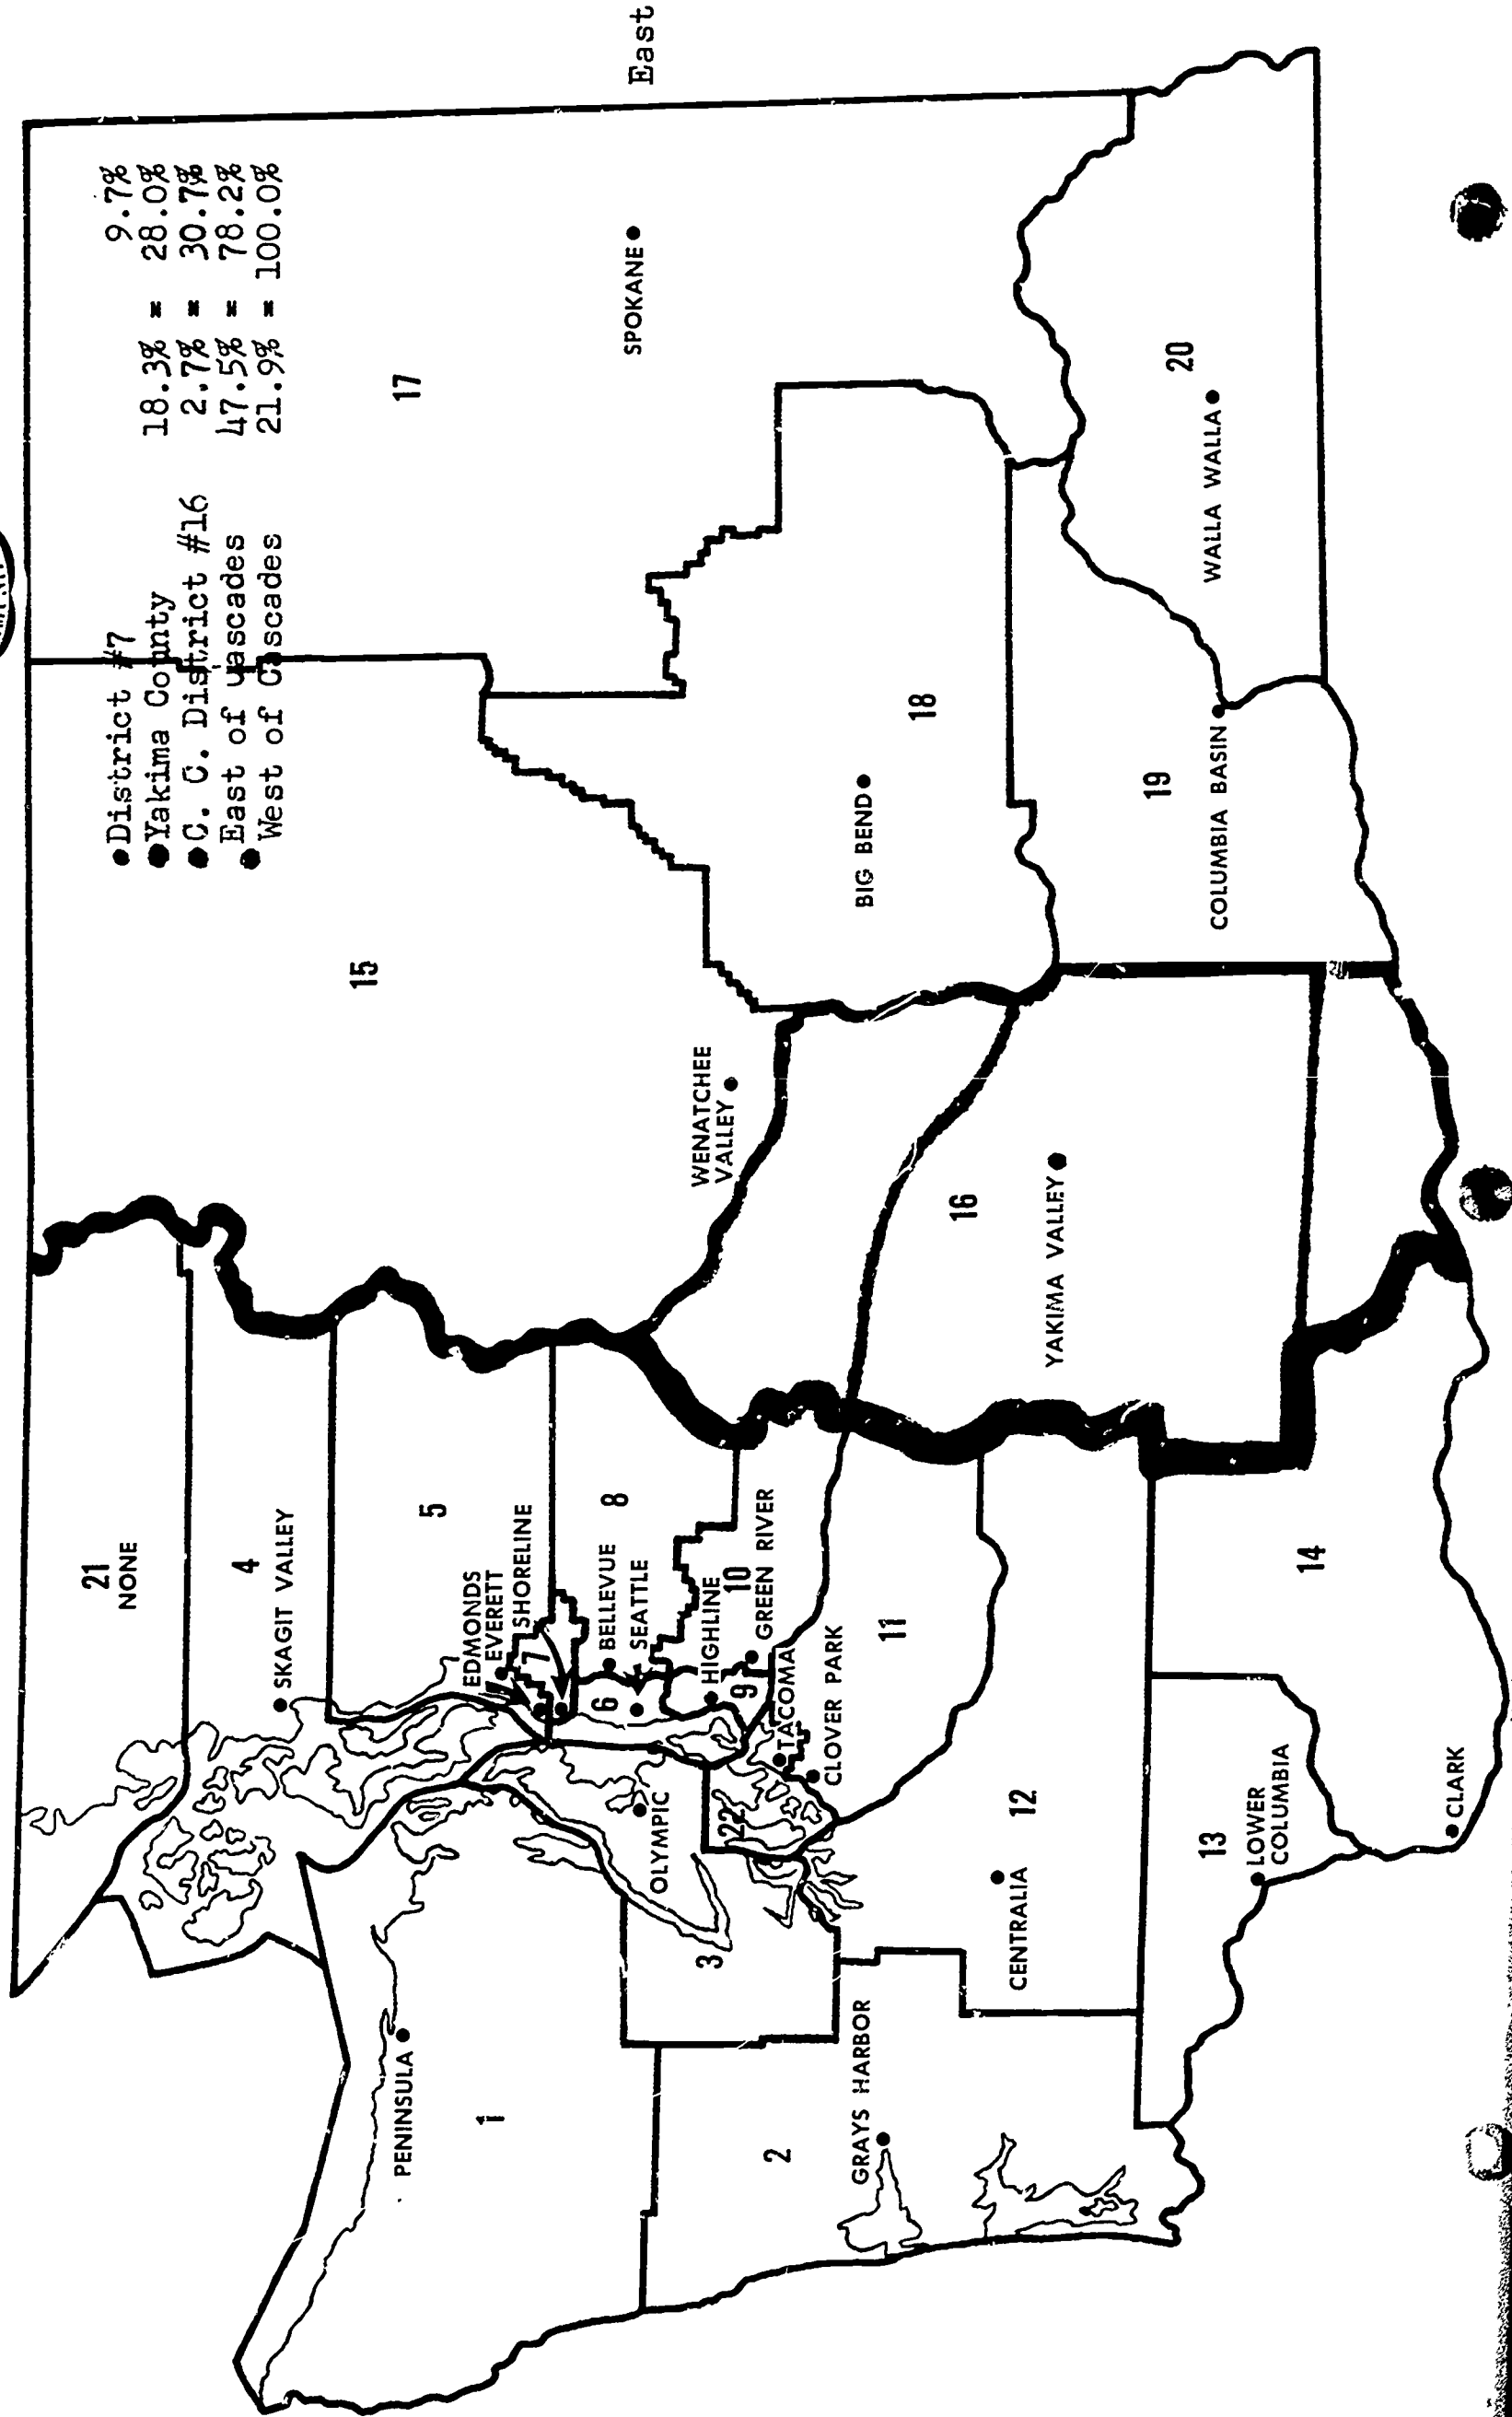 East
• District #7 9.7%
• Yakima County 18.3% = 28.0%
• C. C. District #16 2.7% = 30.7%
East of Cascades 47.5% = 78.2%
• West of Cascades 21.9% = 100.0%
21
NONE
4
SKAGIT VALLEY
5
EDMONDS
EVERETT
SHORELINE
7
8
BELLEVUE
6
SEATTLE
HIGHLINE
10
GREEN RIVER
9
TACOMA
CLOVER PARK
11
PENINSULA
1
OLYMPIC
22
3
2
GRAYS HARBOR
CENTRALIA
12
13
LOWER
COLUMBIA
14
CLARK
15
WENATCHEE
VALLEY
16
YAKIMA VALLEY
17
SPOKANE
18
BIG BEND
19
COLUMBIA BASIN
20
WALLA WALLA